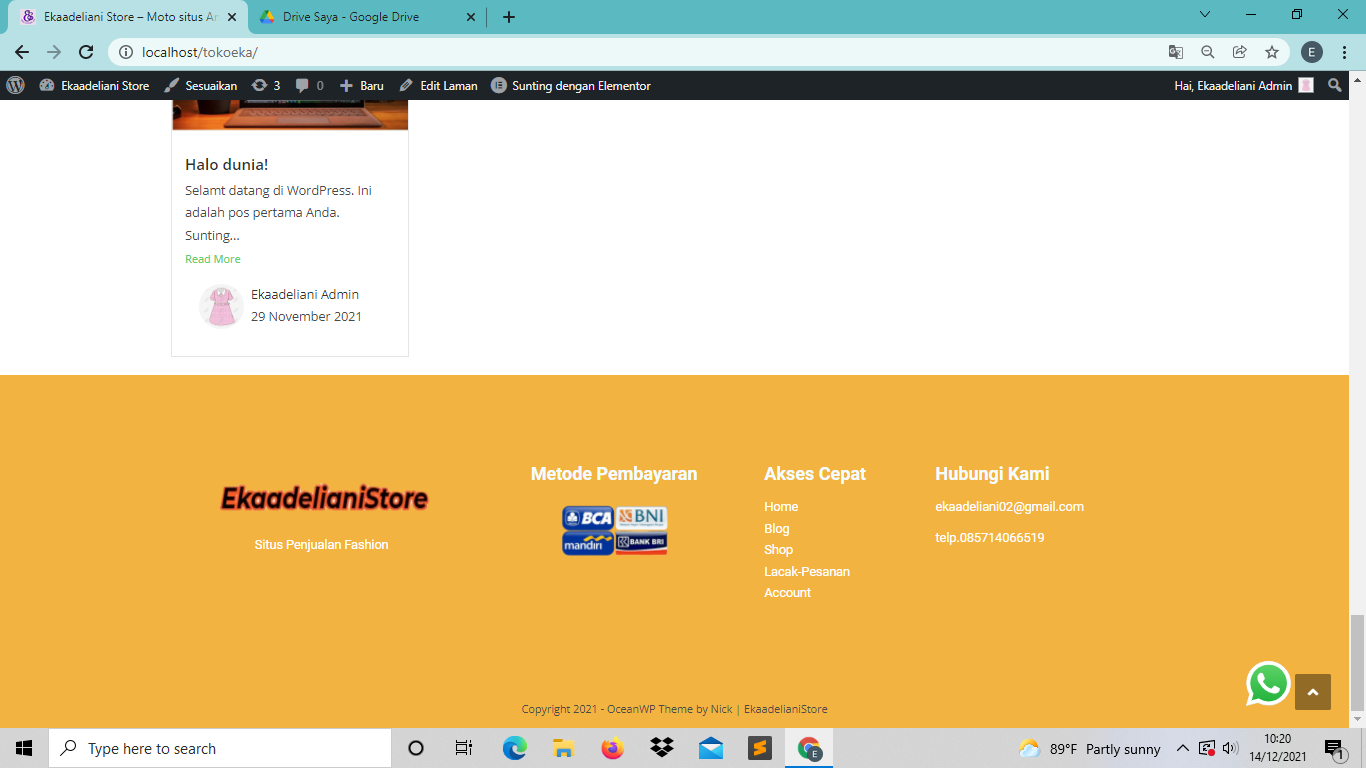 Ekaadeliani Store – Moto situs An
Drive Saya - Google Drive
localhost/tokoeka/
E
Ekaadeliani Store
Sesuaikan
3
0
Baru
Edit Laman
Sunting dengan Elementor
Hai, Ekaadeliani Admin
Halo dunia!
Selamt datang di WordPress. Ini
adalah pos pertama Anda.
Sunting...
Read More
Ekaadeliani Admin
29 November 2021
EkaadelianiStore
Situs Penjualan Fashion
Metode Pembayaran
BCA
BNI
mandiri
BANK BRI
Akses Cepat
Home
Blog
Shop
Lacak-Pesanan
Account
Hubungi Kami
ekaadeliani02@gmail.com
telp.085714066519
Copyright 2021 - OceanWP Theme by Nick | EkaadelianiStore
Type here to search
E
89°F Partly sunny
10:20
14/12/2021
1